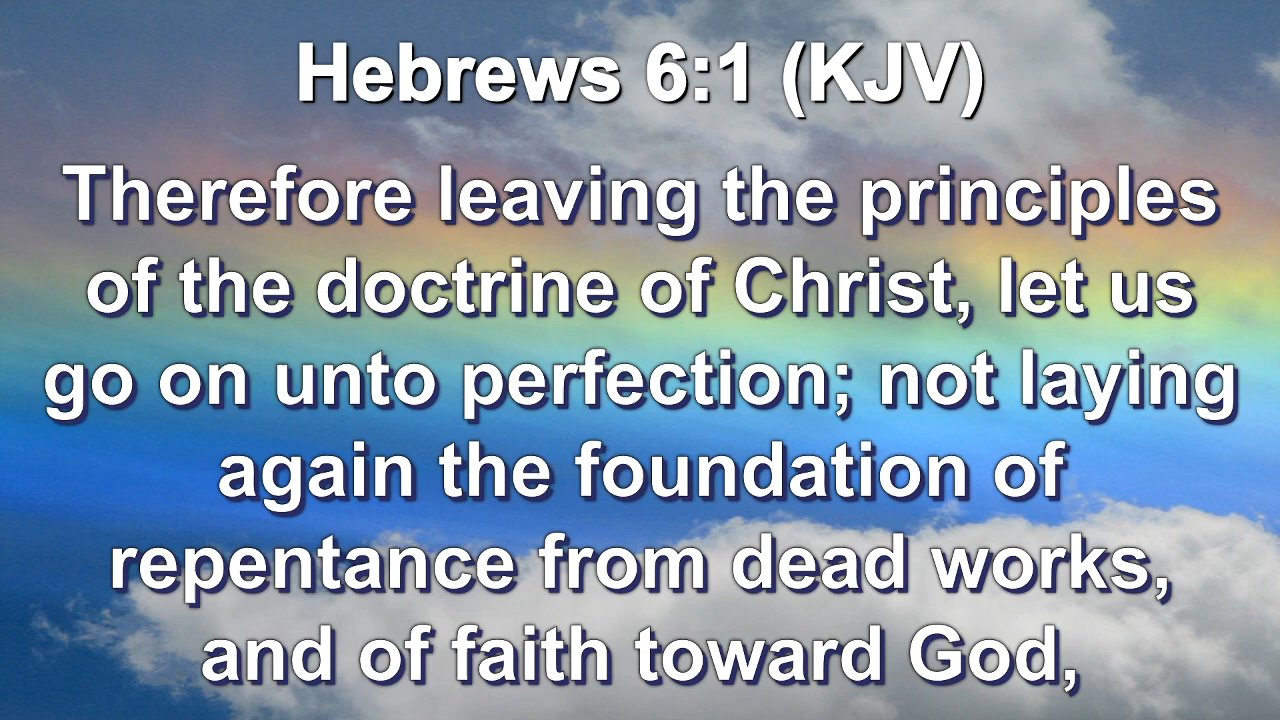 Hebrews 6:1 (KJV)
Therefore leaving the principles
of the doctrine of Christ, let us
go on unto perfection; not laying
again the foundation of
repentance from dead works,
and of faith toward God,